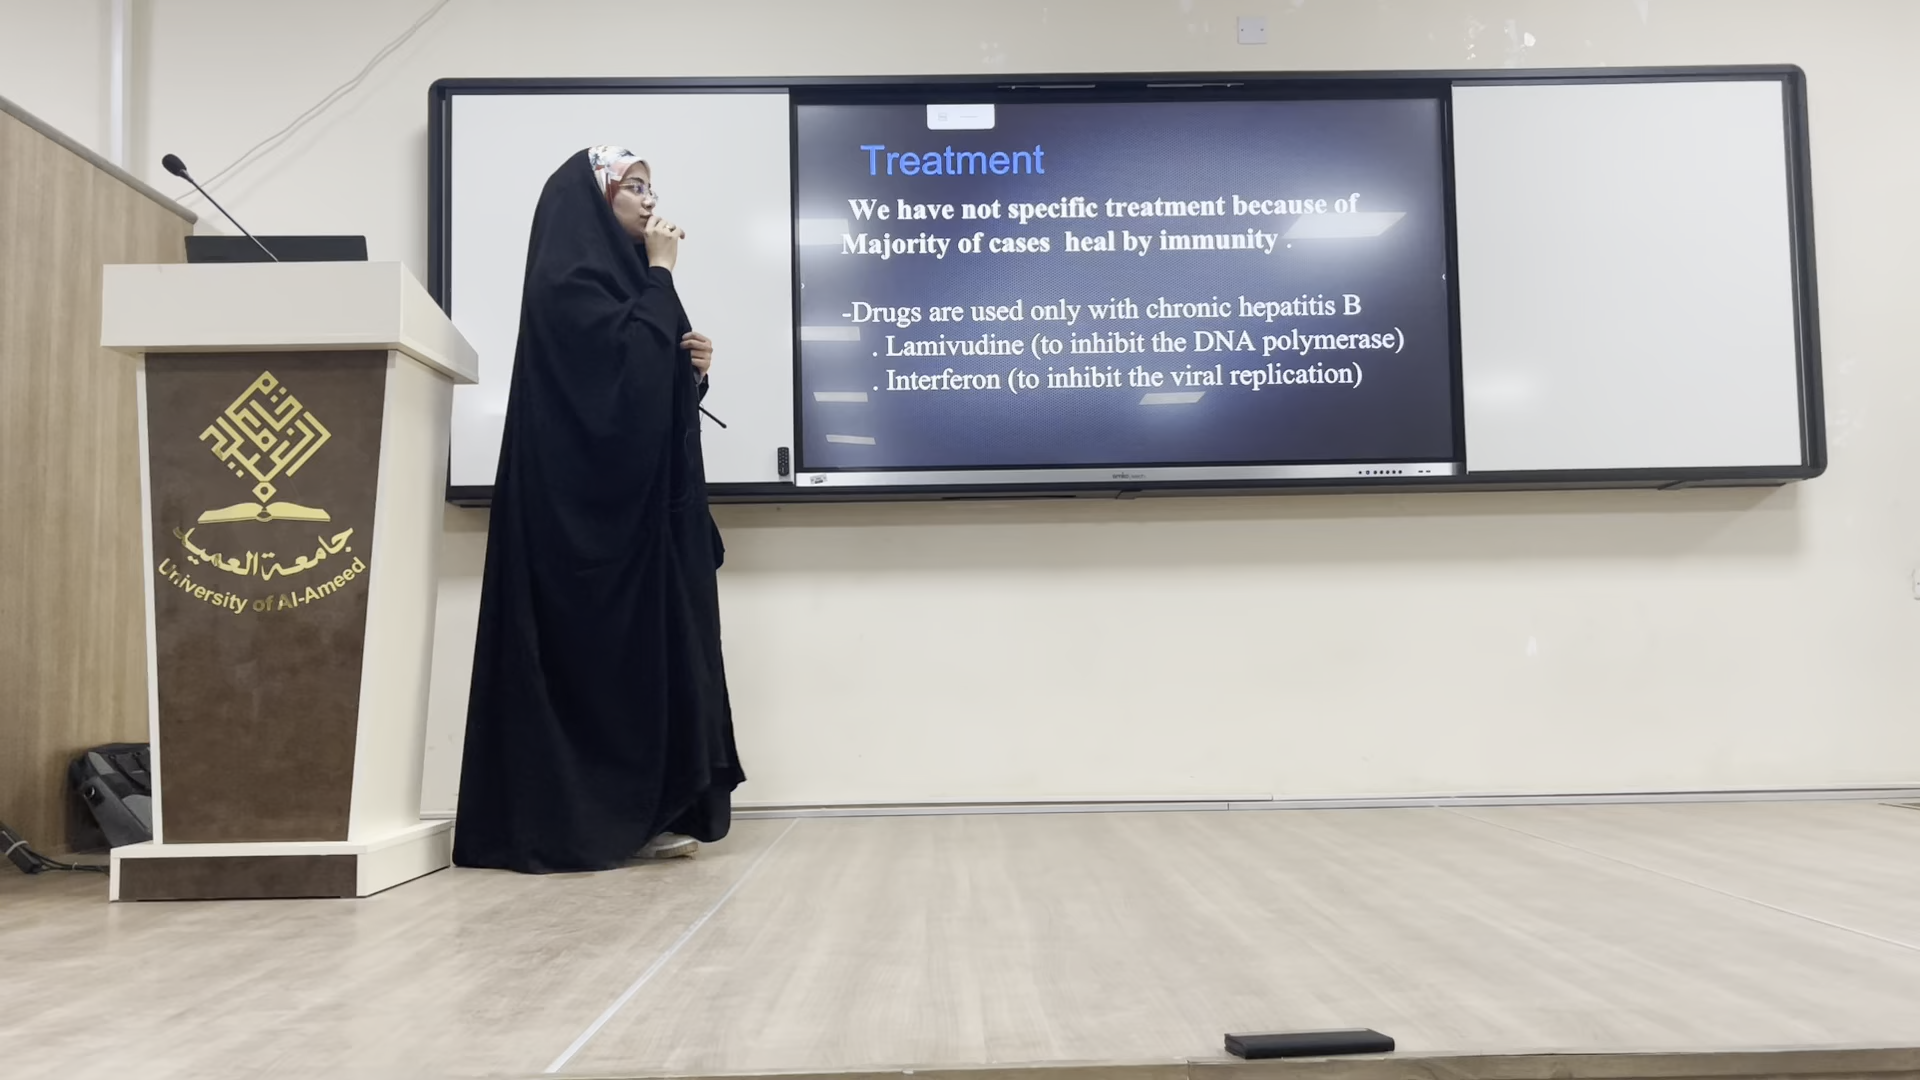 Treatment
We have not specific treatment because of
Majority of cases heal by immunity .
-Drugs are used only with chronic hepatitis B
. Lamivudine (to inhibit the DNA polymerase)
. Interferon (to inhibit the viral replication)
جامعة العميد
University of Al-Ameed